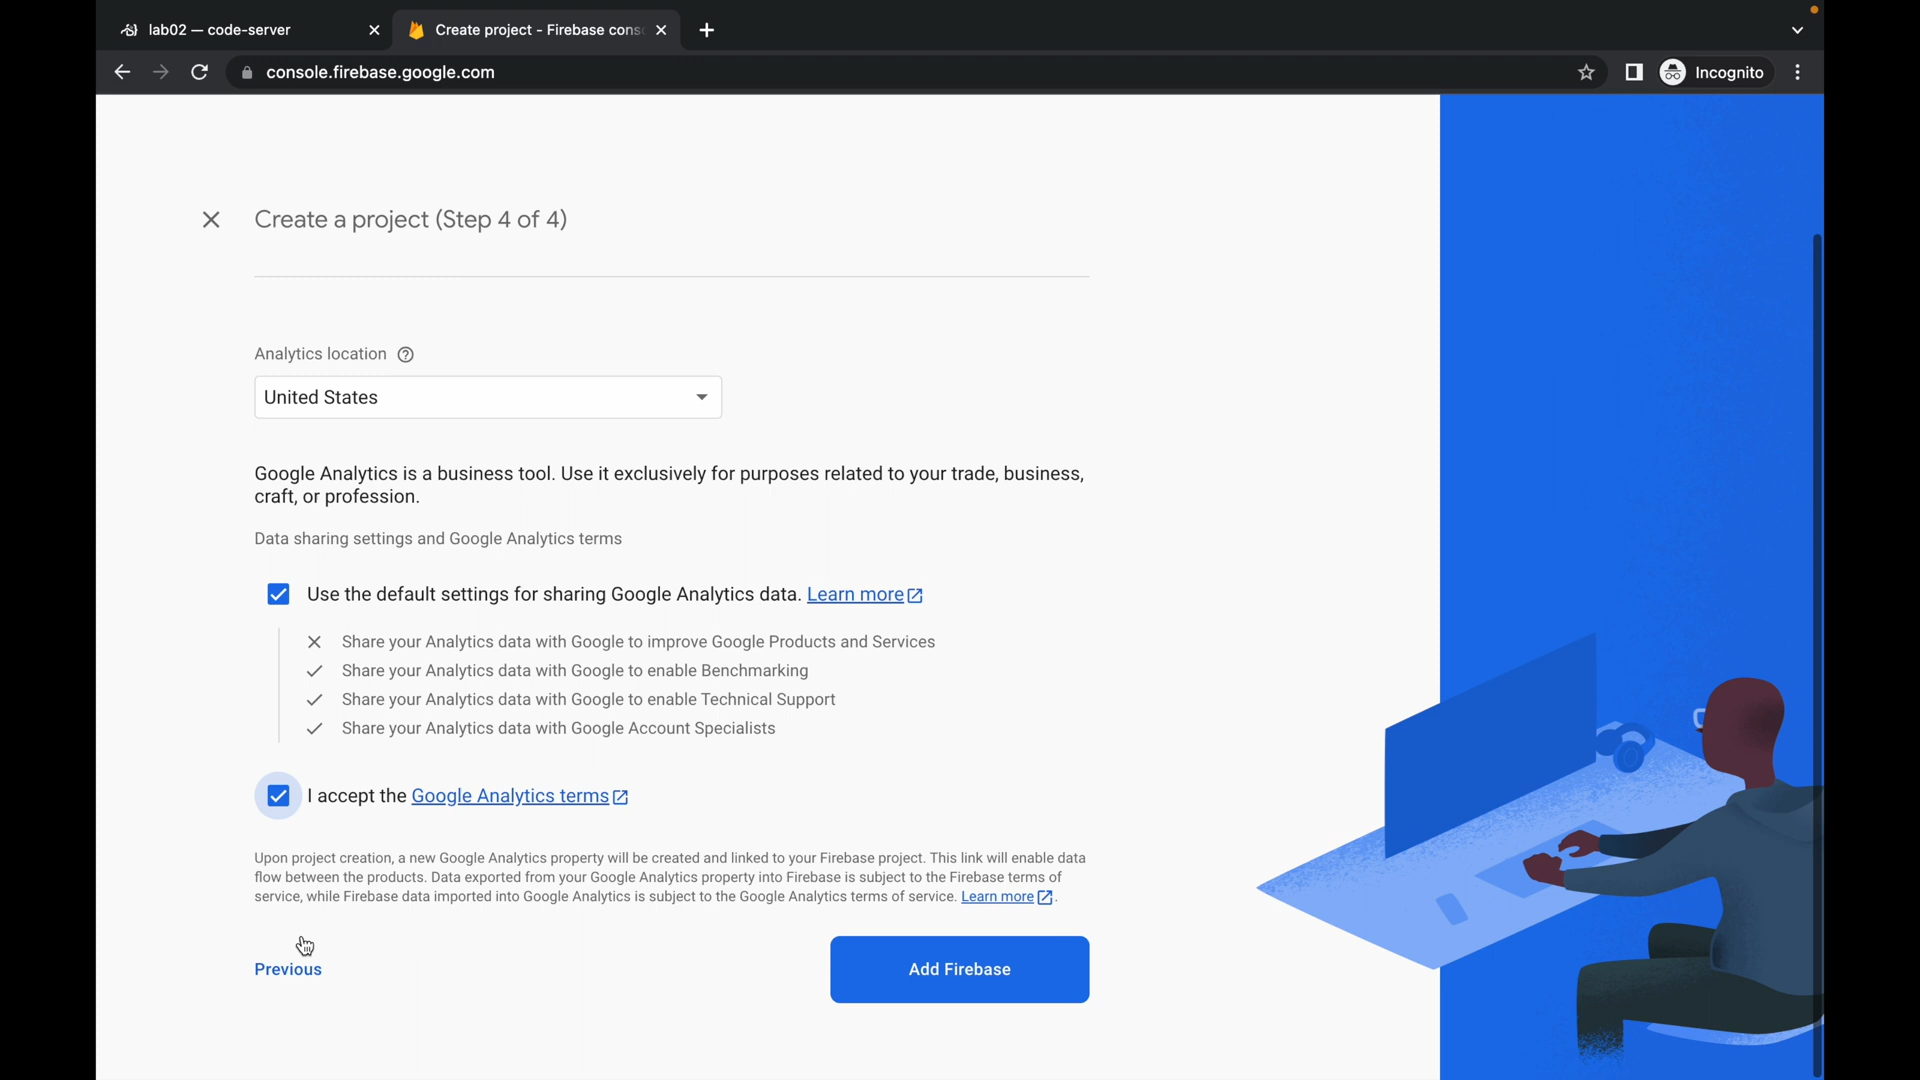 lab02 — code-server
Create project - Firebase cons
console.firebase.google.com
Incognito
Create a project (Step 4 of 4)
Analytics location
United States
Google Analytics is a business tool. Use it exclusively for purposes related to your trade, business,
craft, or profession.
Data sharing settings and Google Analytics terms
Use the default settings for sharing Google Analytics data. Learn more
Share your Analytics data with Google to improve Google Products and Services
Share your Analytics data with Google to enable Benchmarking
Share your Analytics data with Google to enable Technical Support
Share your Analytics data with Google Account Specialists
I accept the Google Analytics terms
Upon project creation, a new Google Analytics property will be created and linked to your Firebase project. This link will enable data
flow between the products. Data exported from your Google Analytics property into Firebase is subject to the Firebase terms of
service, while Firebase data imported into Google Analytics is subject to the Google Analytics terms of service. Learn more.
Previous
Add Firebase